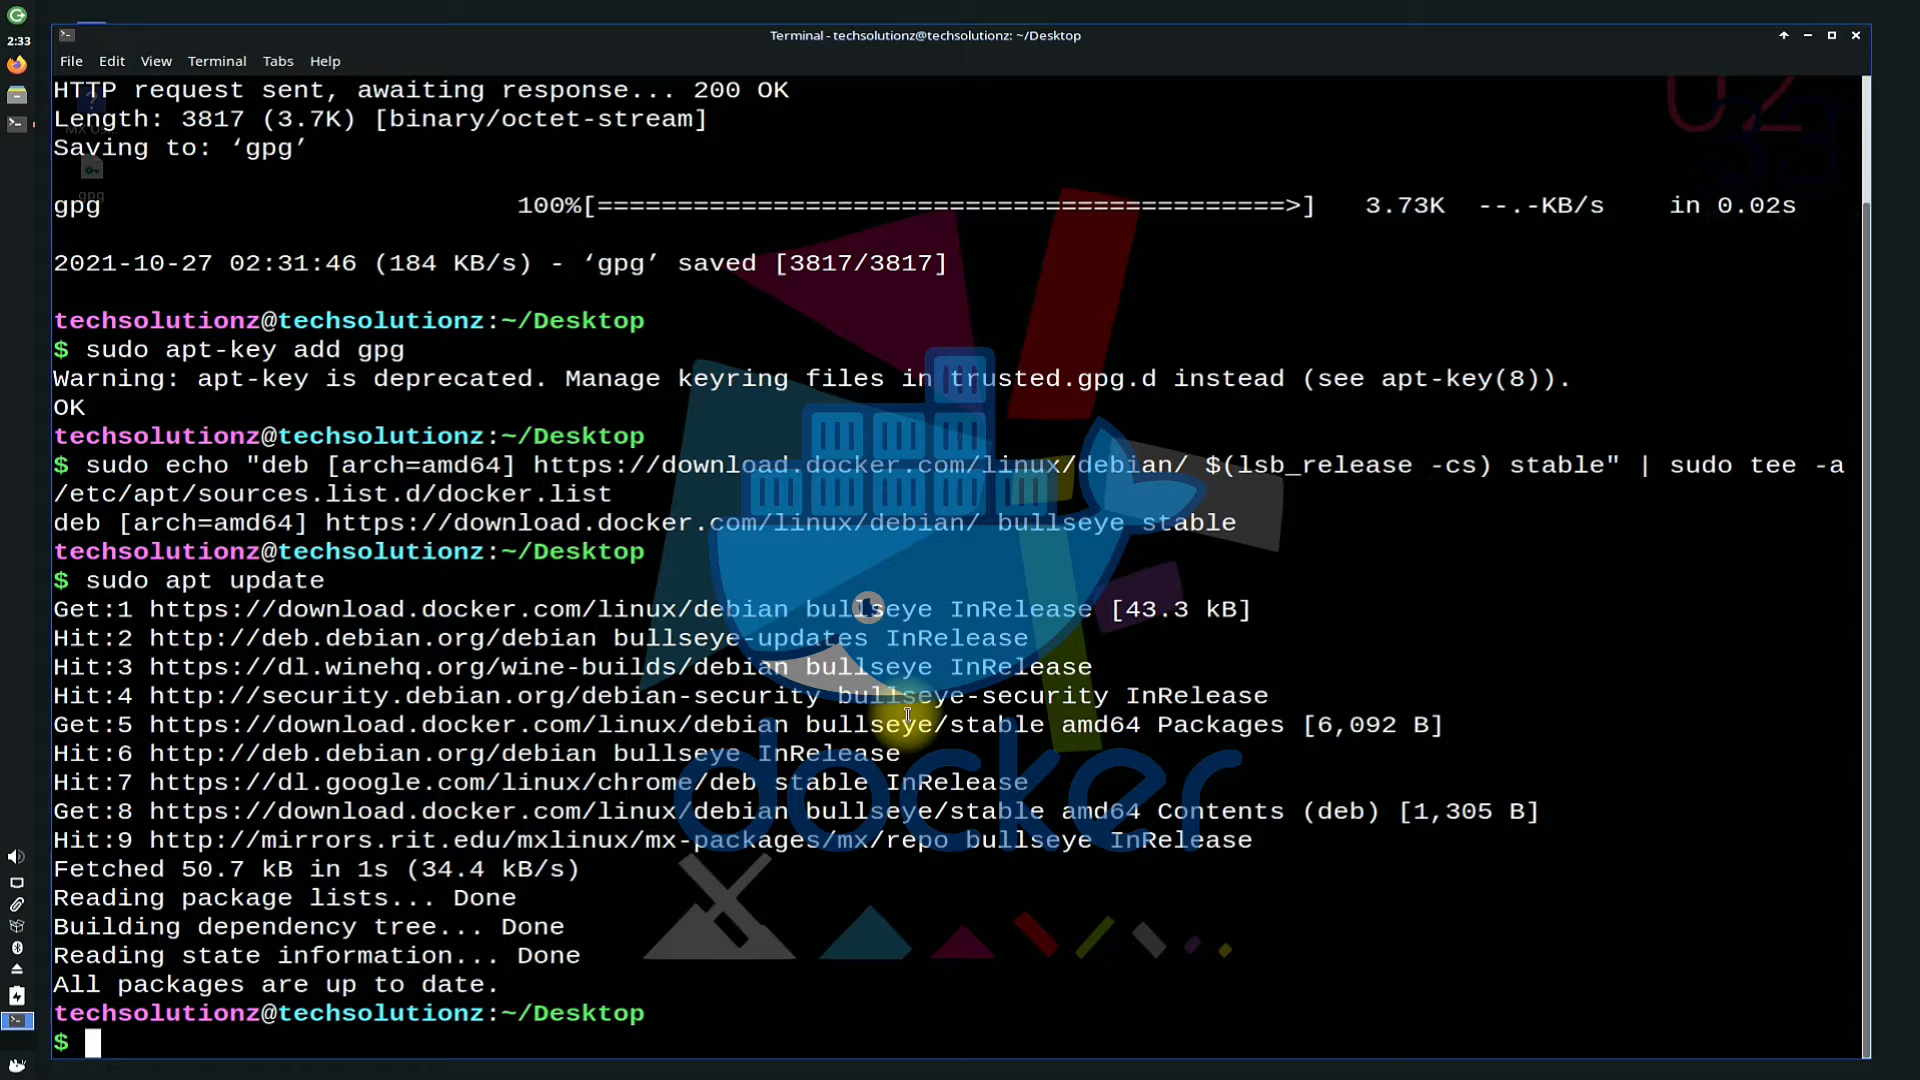 2:33
Terminal - techsolutionz@techsolutionz: ~/Desktop
File Edit View Terminal Tabs Help
HTTP request sent, awaiting response... 200 OK
Length: 3817 (3.7K) [binary/octet-stream]
Saving to: ‘gpg’
gpg 100%[===========================================>] 3.73K --.-KB/s in 0.02s
2021-10-27 02:31:46 (184 KB/s) - ‘gpg’ saved [3817/3817]
techsolutionz@techsolutionz:~/Desktop
$ sudo apt-key add gpg
Warning: apt-key is deprecated. Manage keyring files in trusted.gpg.d instead (see apt-key(8)).
OK
techsolutionz@techsolutionz:~/Desktop
$ sudo echo "deb [arch=amd64] https://download.docker.com/linux/debian/ $(lsb_release -cs) stable" | sudo tee -a
/etc/apt/sources.list.d/docker.list
deb [arch=amd64] https://download.docker.com/linux/debian/ bullseye stable
techsolutionz@techsolutionz:~/Desktop
$ sudo apt update
Get:1 https://download.docker.com/linux/debian bullseye InRelease [43.3 kB]
Hit:2 http://deb.debian.org/debian bullseye-updates InRelease
Hit:3 https://dl.winehq.org/wine-builds/debian bullseye InRelease
Hit:4 http://security.debian.org/debian-security bullseye-security InRelease
Get:5 https://download.docker.com/linux/debian bullseye/stable amd64 Packages [6,092 B]
Hit:6 http://deb.debian.org/debian bullseye InRelease
Hit:7 https://dl.google.com/linux/chrome/deb stable InRelease
Get:8 https://download.docker.com/linux/debian bullseye/stable amd64 Contents (deb) [1,305 B]
Hit:9 http://mirrors.rit.edu/mxlinux/mx-packages/mx/repo bullseye InRelease
Fetched 50.7 kB in 1s (34.4 kB/s)
Reading package lists... Done
Building dependency tree... Done
Reading state information... Done
All packages are up to date.
techsolutionz@techsolutionz:~/Desktop
$
docker
gpg